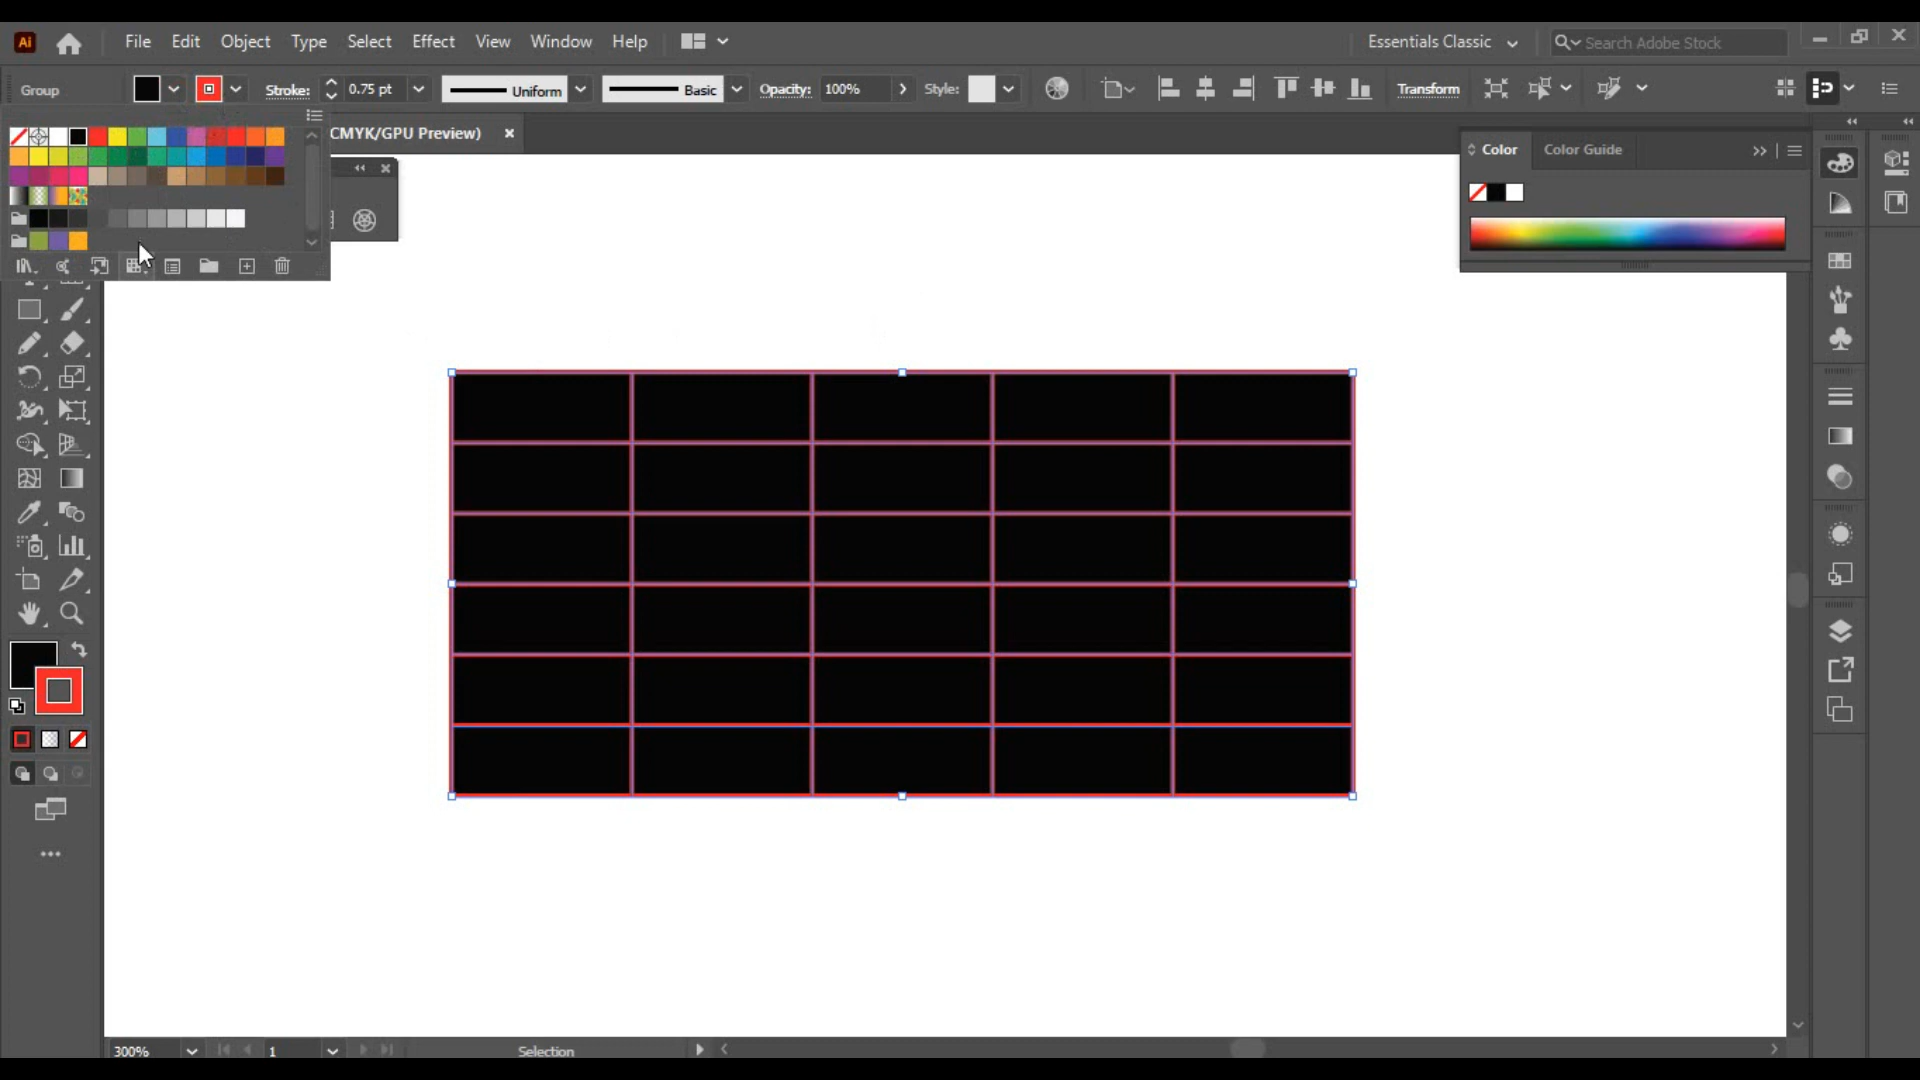 Ai File Edit Object Type Select Effect View Window Help Essentials Classic Search Adobe Stock
Group Stroke: 0.75 pt Uniform Basic Opacity: 100% Style: Transform
CMYK/GPU Preview) ×
Color Color Guide
300% 1 Selection